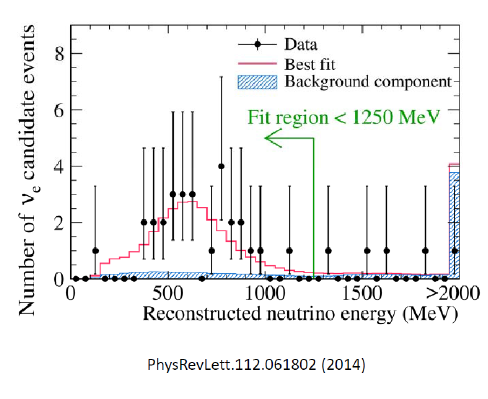 8
6
4
2
0
Number of νe candidate events
Data
Best fit
Background component
Fit region < 1250 MeV
0 500 1000 1500 >2000
Reconstructed neutrino energy (MeV)
PhysRevLett.112.061802 (2014)